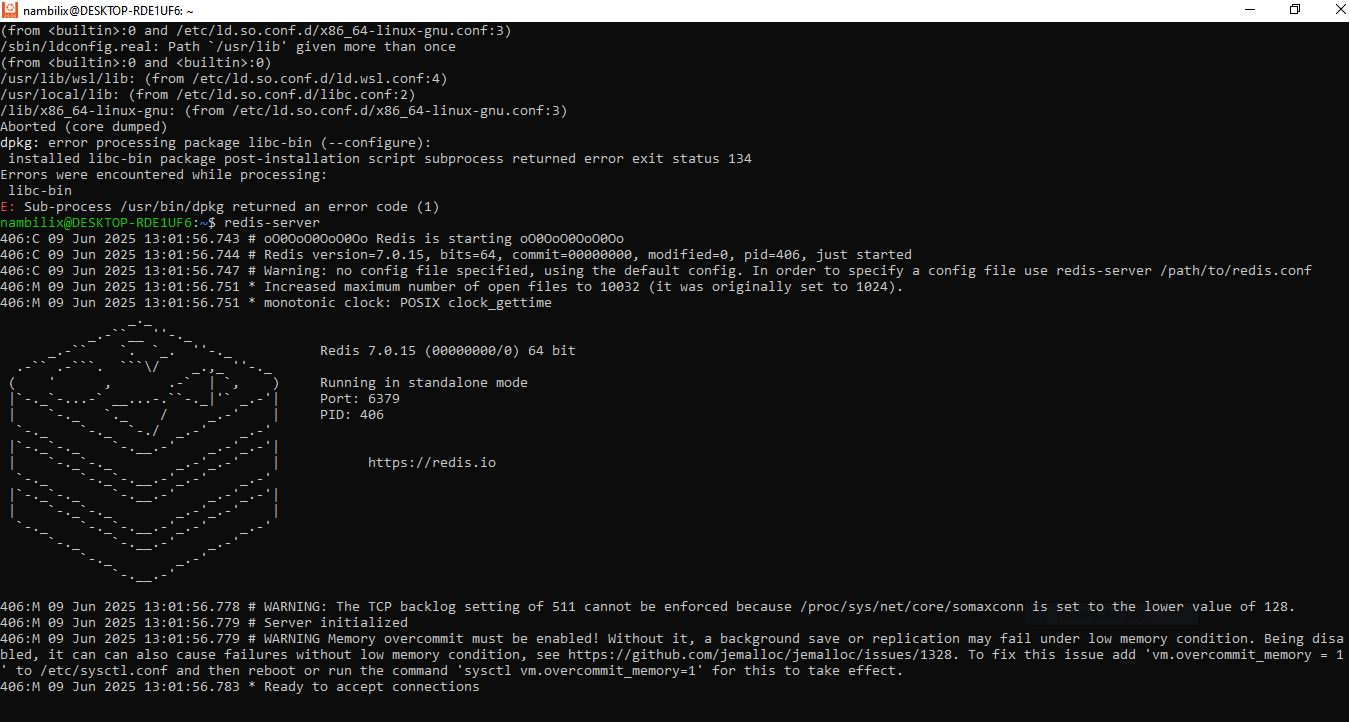 nambilix@DESKTOP-RDE1UF6: ~
(from <builtin>:0 and /etc/ld.so.conf.d/x86_64-linux-gnu.conf:3)
/sbin/ldconfig.real: Path `/usr/lib' given more than once
(from <builtin>:0 and <builtin>:0)
/usr/lib/wsl/lib: (from /etc/ld.so.conf.d/ld.wsl.conf:4)
/usr/local/lib: (from /etc/ld.so.conf.d/libc.conf:2)
/lib/x86_64-linux-gnu: (from /etc/ld.so.conf.d/x86_64-linux-gnu.conf:3)
Aborted (core dumped)
dpkg: error processing package libc-bin (--configure):
 installed libc-bin package post-installation script subprocess returned error exit status 134
Errors were encountered while processing:
 libc-bin
E: Sub-process /usr/bin/dpkg returned an error code (1)
nambilix@DESKTOP-RDE1UF6:~$ redis-server
406:C 09 Jun 2025 13:01:56.743 # oO0OoO0OoO0Oo Redis is starting oO0OoO0OoO0Oo
406:C 09 Jun 2025 13:01:56.744 # Redis version=7.0.15, bits=64, commit=00000000, modified=0, pid=406, just started
406:C 09 Jun 2025 13:01:56.747 # Warning: no config file specified, using the default config. In order to specify a config file use redis-server /path/to/redis.conf
406:M 09 Jun 2025 13:01:56.751 * Increased maximum number of open files to 10032 (it was originally set to 1024).
406:M 09 Jun 2025 13:01:56.751 * monotonic clock: POSIX clock_gettime
Redis 7.0.15 (00000000/0) 64 bit
Running in standalone mode
Port: 6379
PID: 406
https://redis.io
406:M 09 Jun 2025 13:01:56.778 # WARNING: The TCP backlog setting of 511 cannot be enforced because /proc/sys/net/core/somaxconn is set to the lower value of 128.
406:M 09 Jun 2025 13:01:56.779 # Server initialized
406:M 09 Jun 2025 13:01:56.779 # WARNING Memory overcommit must be enabled! Without it, a background save or replication may fail under low memory condition. Being disa
bled, it can can also cause failures without low memory condition, see https://github.com/jemalloc/jemalloc/issues/1328. To fix this issue add 'vm.overcommit_memory = 1
' to /etc/sysctl.conf and then reboot or run the command 'sysctl vm.overcommit_memory=1' for this to take effect.
406:M 09 Jun 2025 13:01:56.783 * Ready to accept connections